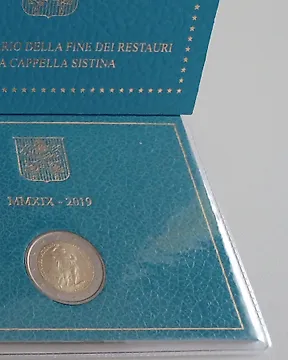 RIO DELLA FINE DEI RESTAURI
A CAPPELLA SISTINA
MMXIX - 2019